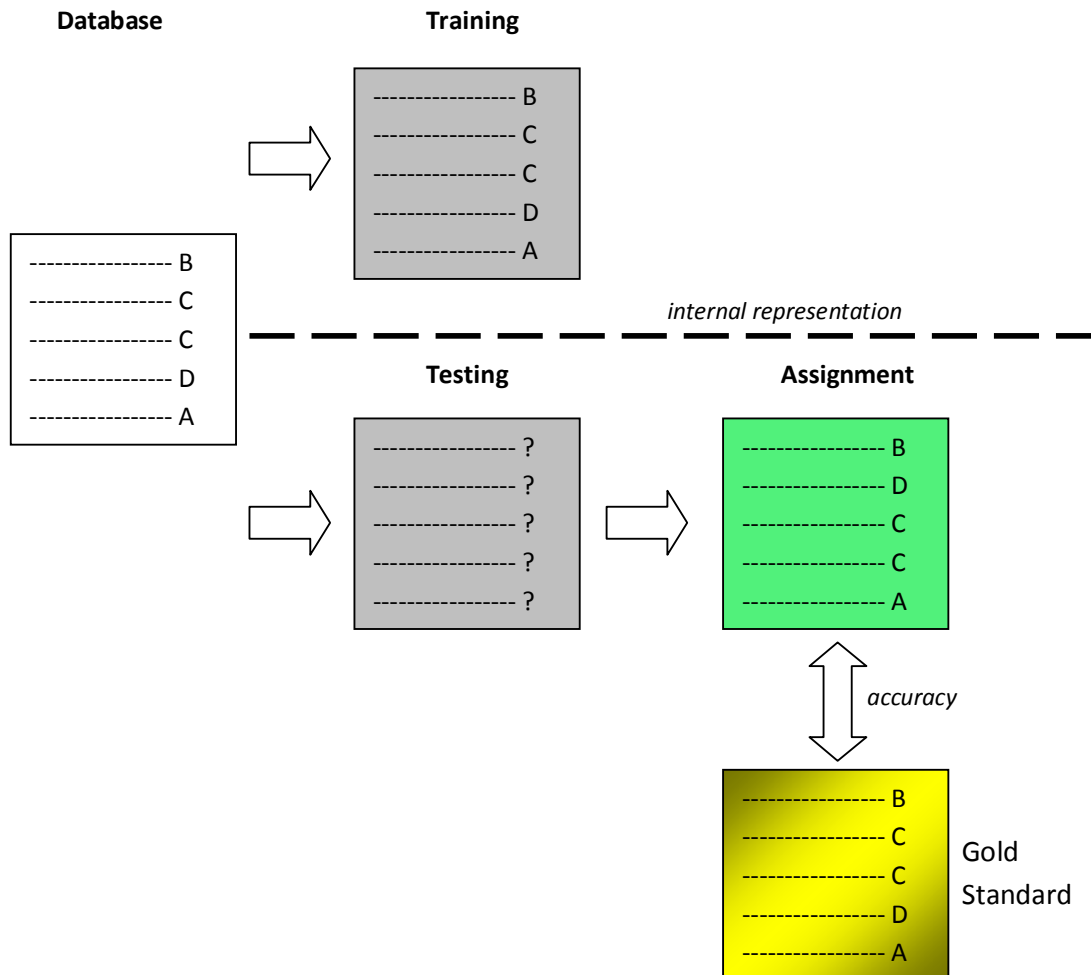 Database
Training
----------------- B
----------------- C
----------------- C
----------------- D
----------------- A
----------------- B
----------------- C
----------------- C
----------------- D
----------------- A
internal representation
Testing
Assignment
----------------- ?
----------------- ?
----------------- ?
----------------- ?
----------------- ?
----------------- B
----------------- D
----------------- C
----------------- C
----------------- A
accuracy
----------------- B
----------------- C
----------------- C
----------------- D
----------------- A
Gold
Standard